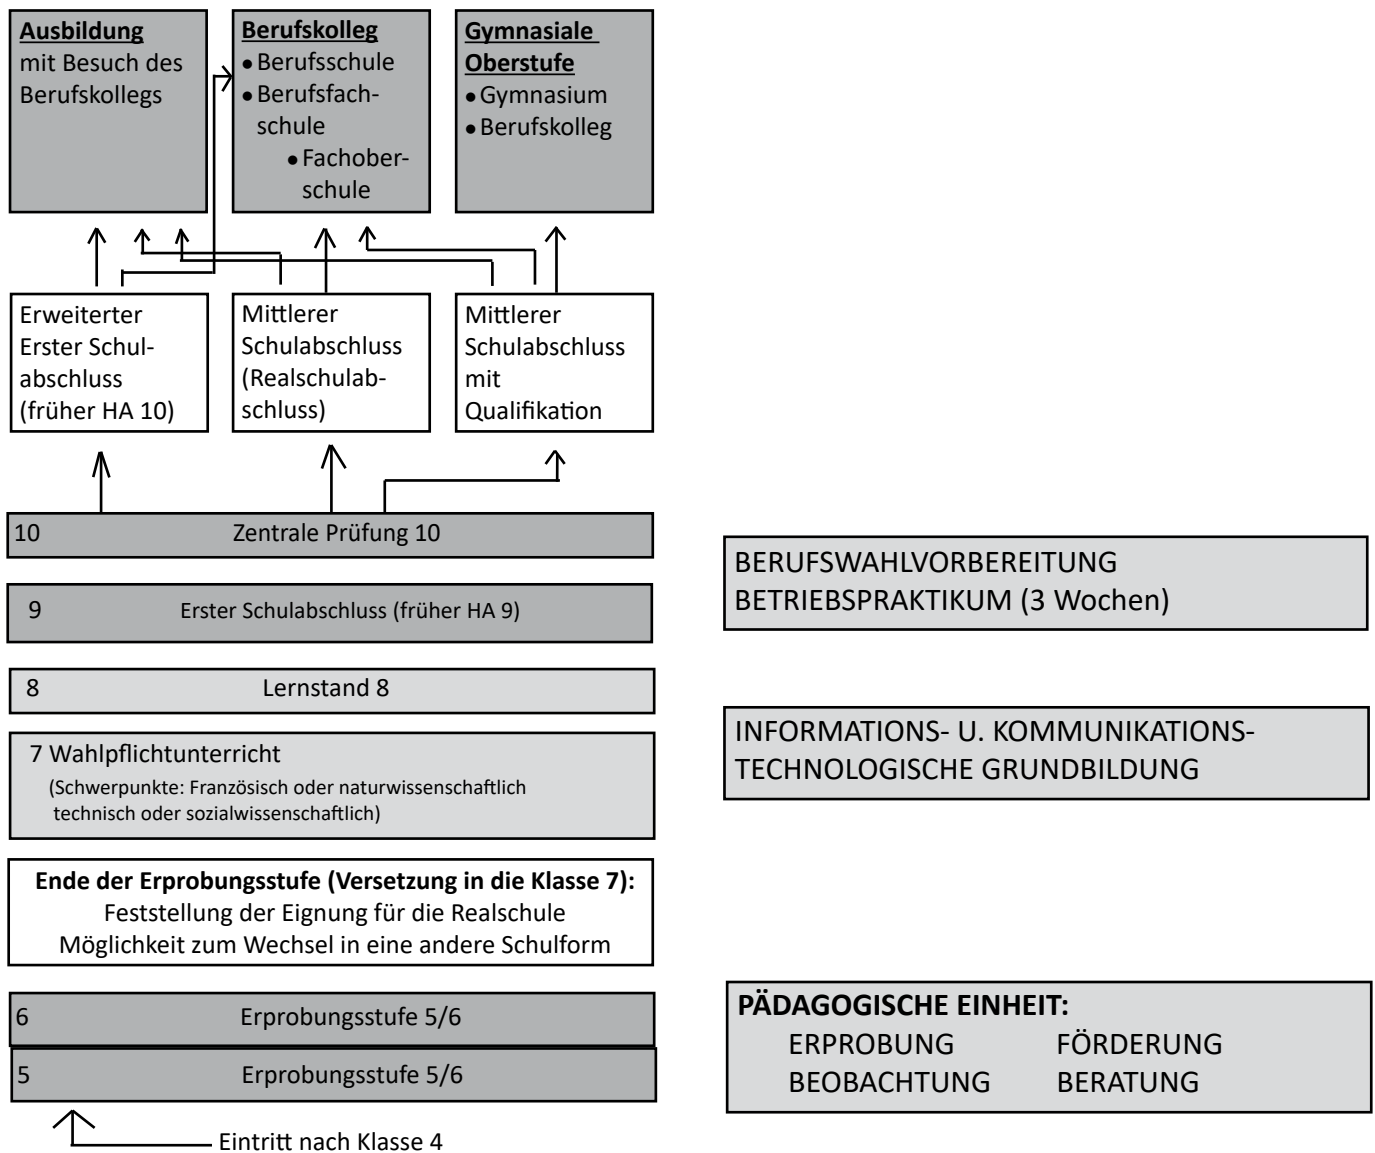 Ausbildung
mit Besuch des
Berufskollegs
Berufskolleg
• Berufsschule
• Berufsfach-
schule
• Fachober-
schule
Gymnasiale
Oberstufe
• Gymnasium
• Berufskolleg
Erweiterter
Erster Schul-
abschluss
(früher HA 10)
Mittlerer
Schulabschluss
(Realschulab-
schluss)
Mittlerer
Schulabschluss
mit
Qualifikation
10 Zentrale Prüfung 10
9 Erster Schulabschluss (früher HA 9)
8 Lernstand 8
7 Wahlpflichtunterricht
(Schwerpunkte: Französisch oder naturwissenschaftlich
technisch oder sozialwissenschaftlich)
Ende der Erprobungsstufe (Versetzung in die Klasse 7):
Feststellung der Eignung für die Realschule
Möglichkeit zum Wechsel in eine andere Schulform
6 Erprobungsstufe 5/6
5 Erprobungsstufe 5/6
Eintritt nach Klasse 4
BERUFSWAHLVORBEREITUNG
BETRIEBSPRAKTIKUM (3 Wochen)
INFORMATIONS- U. KOMMUNIKATIONS-
TECHNOLOGISCHE GRUNDBILDUNG
PÄDAGOGISCHE EINHEIT:
ERPROBUNG FÖRDERUNG
BEOBACHTUNG BERATUNG